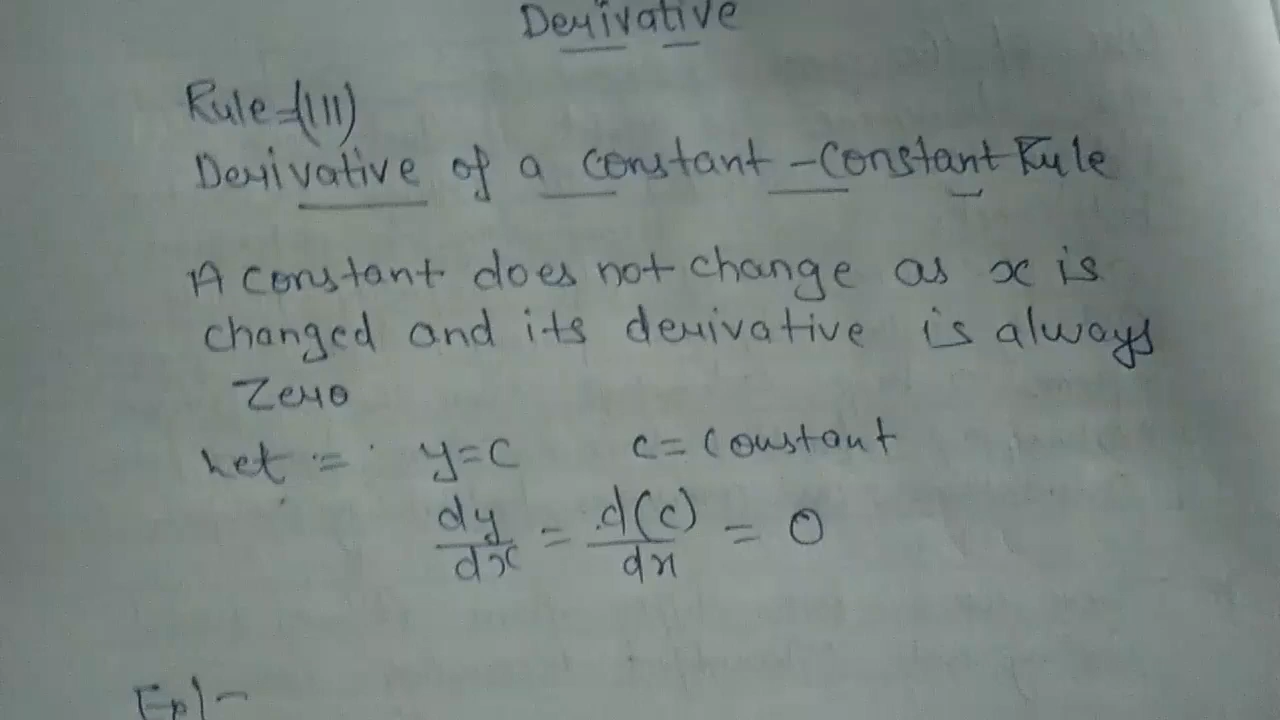 Derivative
Rule-(III)
Derivative of a constant - Constant Rule
A constant does not change as x is
changed and its derivative is always
Zero
Let = y=c c = constant
dy/dx = d(c)/dx = 0